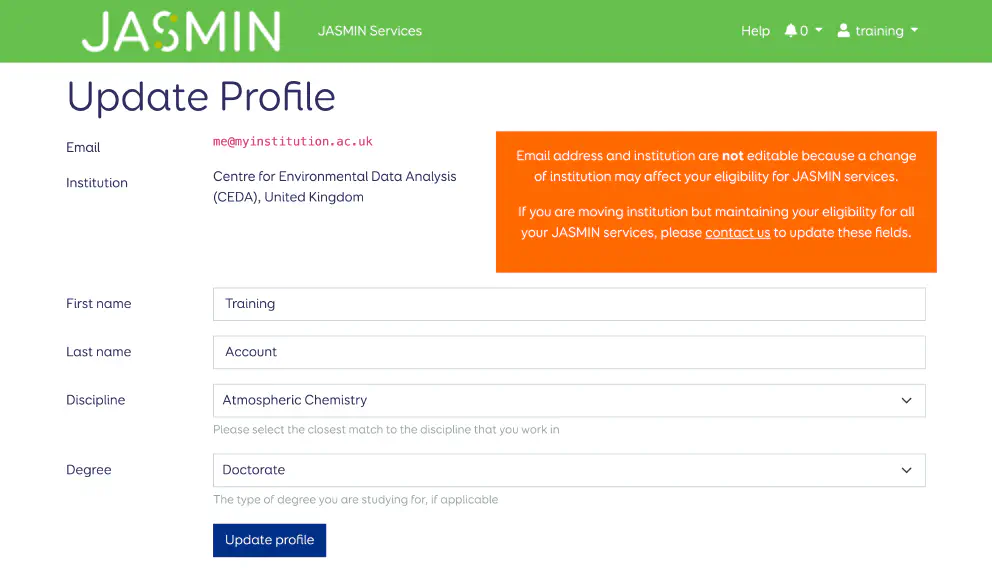 JASMIN
JASMIN Services
Help
0
training
Update Profile
Email
me@myinstitution.ac.uk
Institution
Centre for Environmental Data Analysis
(CEDA), United Kingdom
Email address and institution are not editable because a change
of institution may affect your eligibility for JASMIN services.
If you are moving institution but maintaining your eligibility for all
your JASMIN services, please contact us to update these fields.
First name
Training
Last name
Account
Discipline
Atmospheric Chemistry
Please select the closest match to the discipline that you work in
Degree
Doctorate
The type of degree you are studying for, if applicable
Update profile